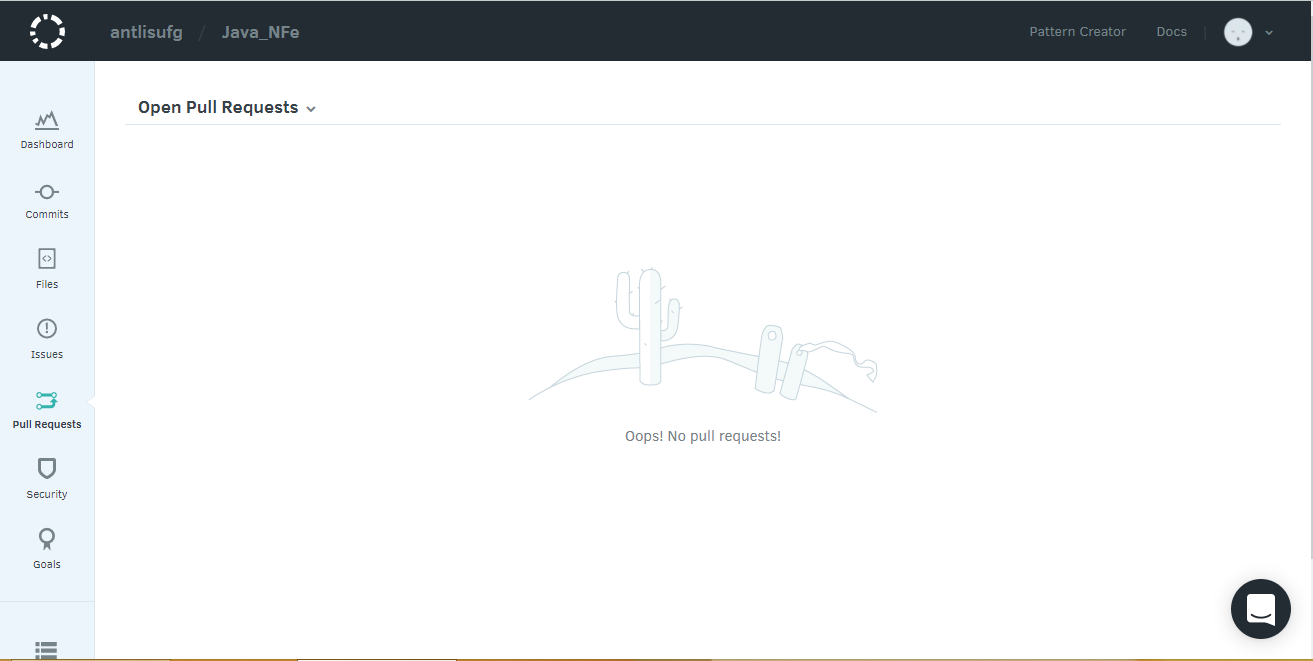 antlisufg / Java_NFe
Pattern Creator
Docs
Open Pull Requests
Dashboard
Commits
Files
Issues
Pull Requests
Security
Goals
Oops! No pull requests!